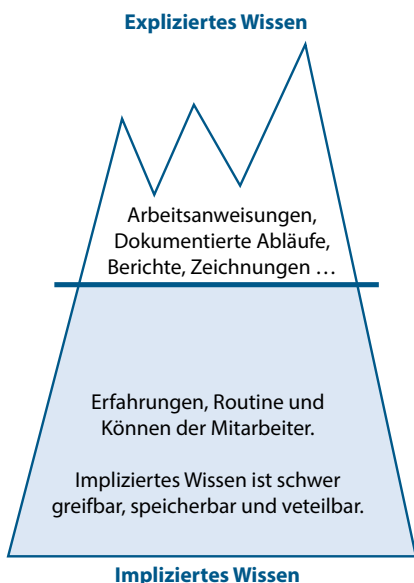 Expliziertes Wissen
Arbeitsanweisungen,
Dokumentierte Abläufe,
Berichte, Zeichnungen …
Erfahrungen, Routine und
Können der Mitarbeiter.
Impliziertes Wissen ist schwer
greifbar, speicherbar und veteilbar.
Impliziertes Wissen